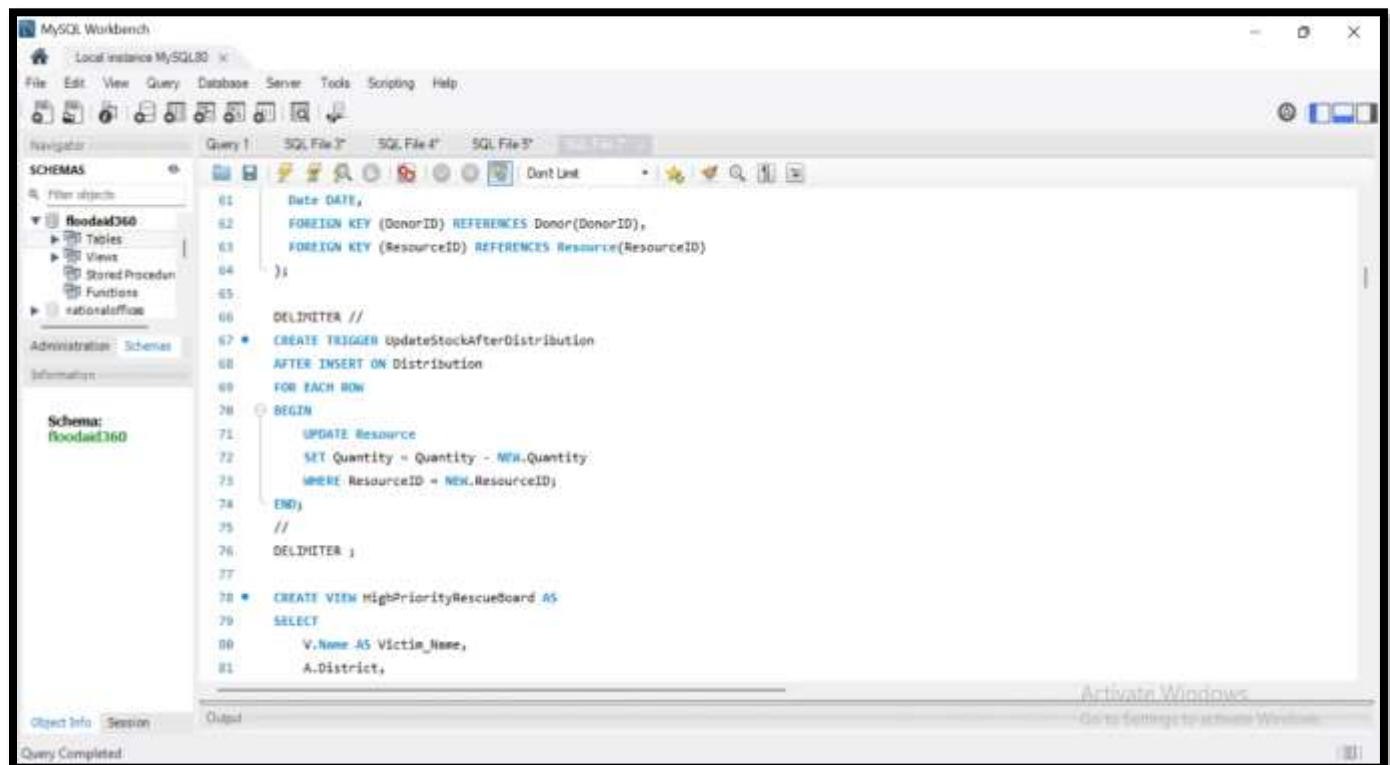 MySQL Workbench
Local instance MySQL80
File Edit View Query Database Server Tools Scripting Help
Navigator
Query 1 SQL File 3* SQL File 4* SQL File 5*
SCHEMAS
Don't Limit
Filter objects
floodaid360
Tables
Views
Stored Procedur
Functions
nationaloffice
Administration Schemas
Information
Schema:
floodaid360
61 Date DATE,
62 FOREIGN KEY (DonorID) REFERENCES Donor(DonorID),
63 FOREIGN KEY (ResourceID) REFERENCES Resource(ResourceID)
64 );
65
66 DELIMITER //
67 CREATE TRIGGER UpdateStockAfterDistribution
68 AFTER INSERT ON Distribution
69 FOR EACH ROW
70 BEGIN
71 UPDATE Resource
72 SET Quantity = Quantity - NEW.Quantity
73 WHERE ResourceID = NEW.ResourceID;
74 END;
75 //
76 DELIMITER ;
77
78 CREATE VIEW HighPriorityRescueBoard AS
79 SELECT
80 V.Name AS Victim_Name,
81 A.District,
Activate Windows
Go to Settings to activate Windows.
Object Info Session
Output
Query Completed